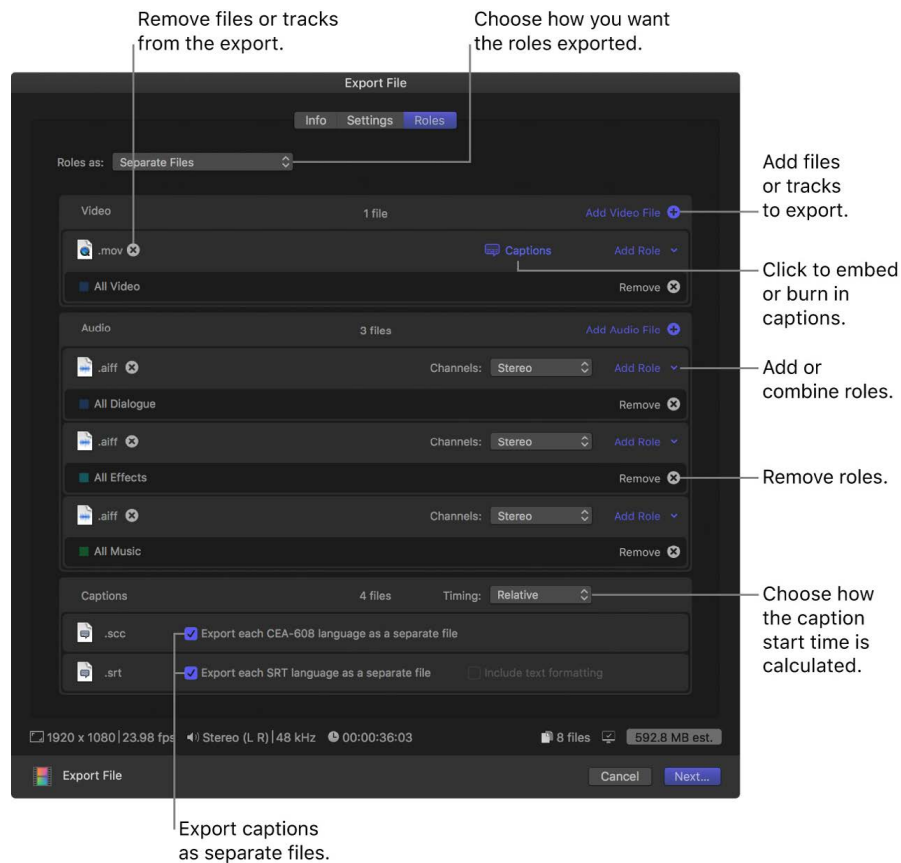 Remove files or tracks
from the export.
Choose how you want
the roles exported.
Export File
Info Settings Roles
Roles as: Separate Files
Add files
or tracks
to export.
Video 1 file Add Video File
.mov Captions Add Role
Click to embed
or burn in
captions.
All Video Remove
Audio 3 files Add Audio File
.aiff Channels: Stereo Add Role
Add or
combine roles.
All Dialogue Remove
.aiff Channels: Stereo Add Role
All Effects Remove
Remove roles.
.aiff Channels: Stereo Add Role
All Music Remove
Captions 4 files Timing: Relative
Choose how
the caption
start time is
calculated.
.scc Export each CEA-608 language as a separate file
.srt Export each SRT language as a separate file Include text formatting
1920 x 1080 | 23.98 fps Stereo (L R) | 48 kHz 00:00:36:03 8 files 592.8 MB est.
Export File Cancel Next...
Export captions
as separate files.